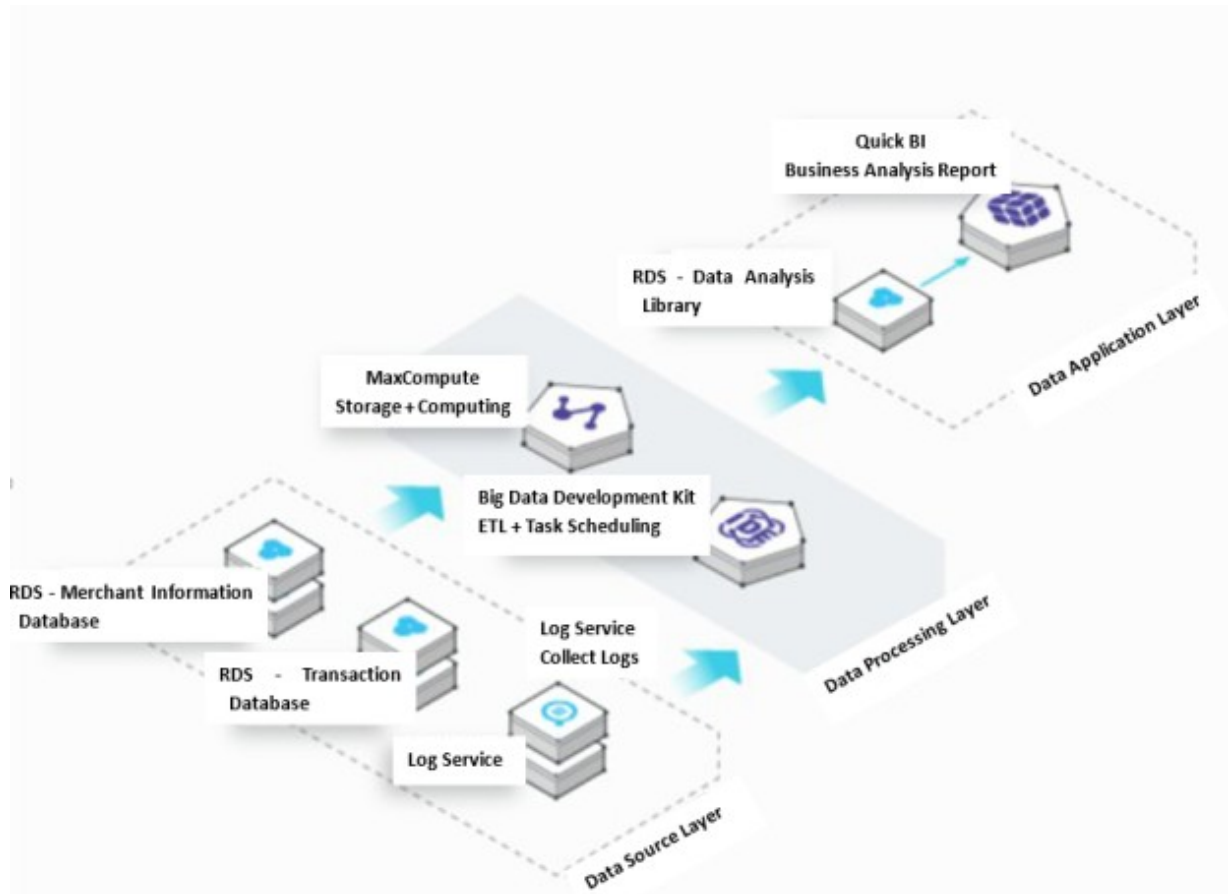 Quick BI
Business Analysis Report
RDS - Data Analysis
Library
Data Application Layer
MaxCompute
Storage + Computing
Big Data Development Kit
ETL + Task Scheduling
Data Processing Layer
RDS - Merchant Information
Database
RDS - Transaction
Database
Log Service
Collect Logs
Log Service
Data Source Layer